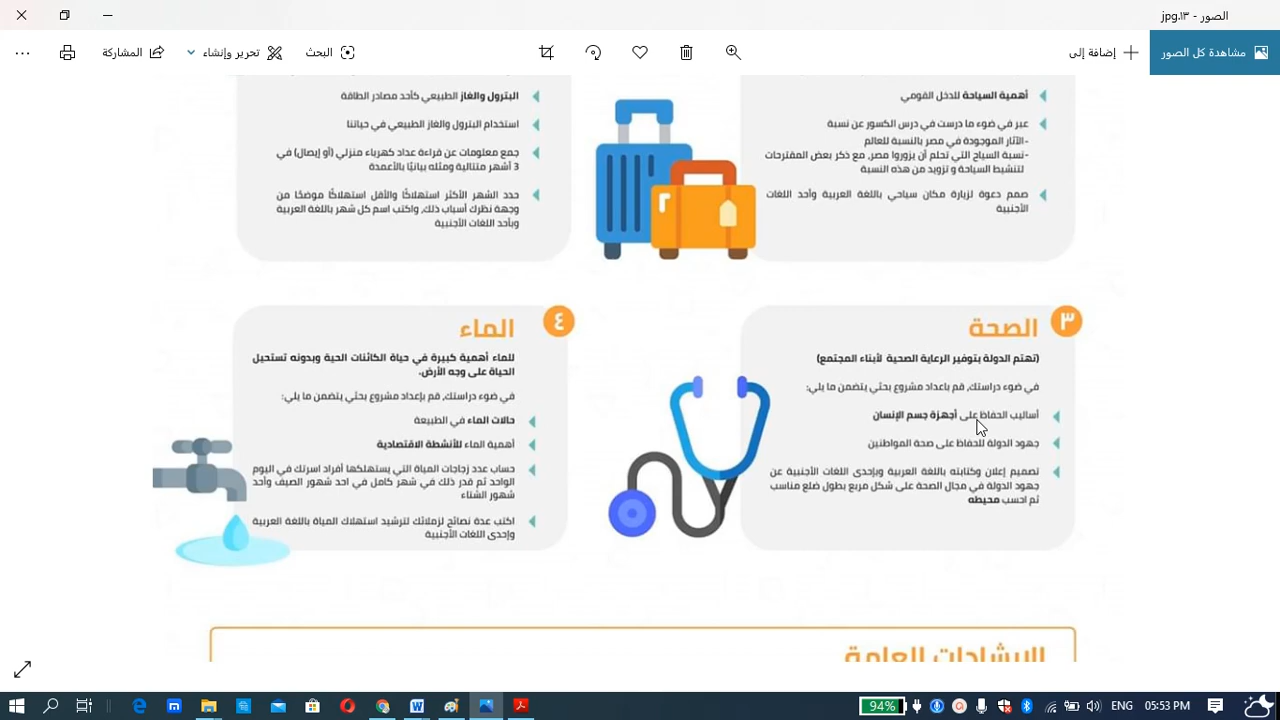 الصور - ١٣.jpg
مشاهدة كل الصور
إضافة إلى
البحث
تحرير وإنشاء
المشاركة
أهمية السياحة للدخل القومي
عبر في ضوء ما درست في درس الكسور عن نسبة
-الآثار الموجودة في مصر بالنسبة للعالم
-نسبة السياح التي تحلم أن يزوروا مصر، مع ذكر بعض المقترحات
لتنشيط السياحة و تزويد من هذه النسبة
صمم دعوة لزيارة مكان سياحي باللغة العربية وأحد اللغات
الأجنبية
٢
البترول والغاز الطبيعي كأحد مصادر الطاقة
استخدام البترول والغاز الطبيعي في حياتنا
جمع معلومات عن قراءة عداد كهرباء منزلي (أو إيصال) في
3 أشهر متتالية ومثله بيانيًا بالأعمدة
حدد الشهر الأكثر استهلاكًا والأقل استهلاكًا موضحًا من
وجهة نظرك أسباب ذلك، واكتب اسم كل شهر باللغة العربية
وبأحد اللغات الأجنبية
٣
الصحة
(تهتم الدولة بتوفير الرعاية الصحية لأبناء المجتمع)
في ضوء دراستك، قم باعداد مشروع بحثي يتضمن ما يلي:
أساليب الحفاظ على أجهزة جسم الإنسان
جهود الدولة للحفاظ على صحة المواطنين
تصميم إعلان وكتابته باللغة العربية وبإحدى اللغات الأجنبية عن
جهود الدولة في مجال الصحة على شكل مربع بطول ضلع مناسب
ثم احسب محيطه
٤
الماء
للماء أهمية كبيرة في حياة الكائنات الحية وبدونه تستحيل
الحياة على وجه الأرض.
في ضوء دراستك، قم بإعداد مشروع بحثي يتضمن ما يلي:
حالات الماء في الطبيعة
أهمية الماء للأنشطة الاقتصادية
حساب عدد زجاجات المياة التي يستهلكها أفراد اسرتك في اليوم
الواحد ثم قدر ذلك في شهر كامل في احد شهور الصيف وأحد
شهور الشتاء
اكتب عدة نصائح لزملائك لترشيد استهلاك المياة باللغة العربية
وإحدى اللغات الأجنبية
الإرشادات العامة
94%
ENG
05:53 PM